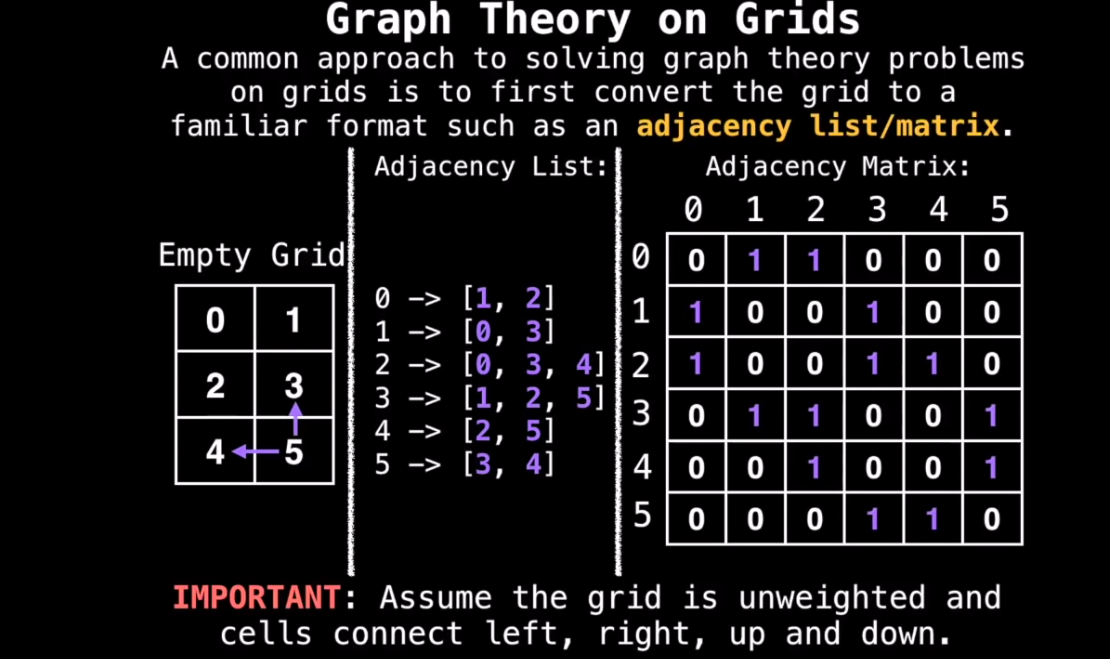 Graph Theory on Grids
A common approach to solving graph theory problems
on grids is to first convert the grid to a
familiar format such as an adjacency list/matrix.
Empty Grid
0 1
2 3
4 5
Adjacency List:
0 -> [1, 2]
1 -> [0, 3]
2 -> [0, 3, 4]
3 -> [1, 2, 5]
4 -> [2, 5]
5 -> [3, 4]
Adjacency Matrix:
0 1 2 3 4 5
0 0 1 1 0 0 0
1 1 0 0 1 0 0
2 1 0 0 1 1 0
3 0 1 1 0 0 1
4 0 0 1 0 0 1
5 0 0 0 1 1 0
IMPORTANT: Assume the grid is unweighted and
cells connect left, right, up and down.